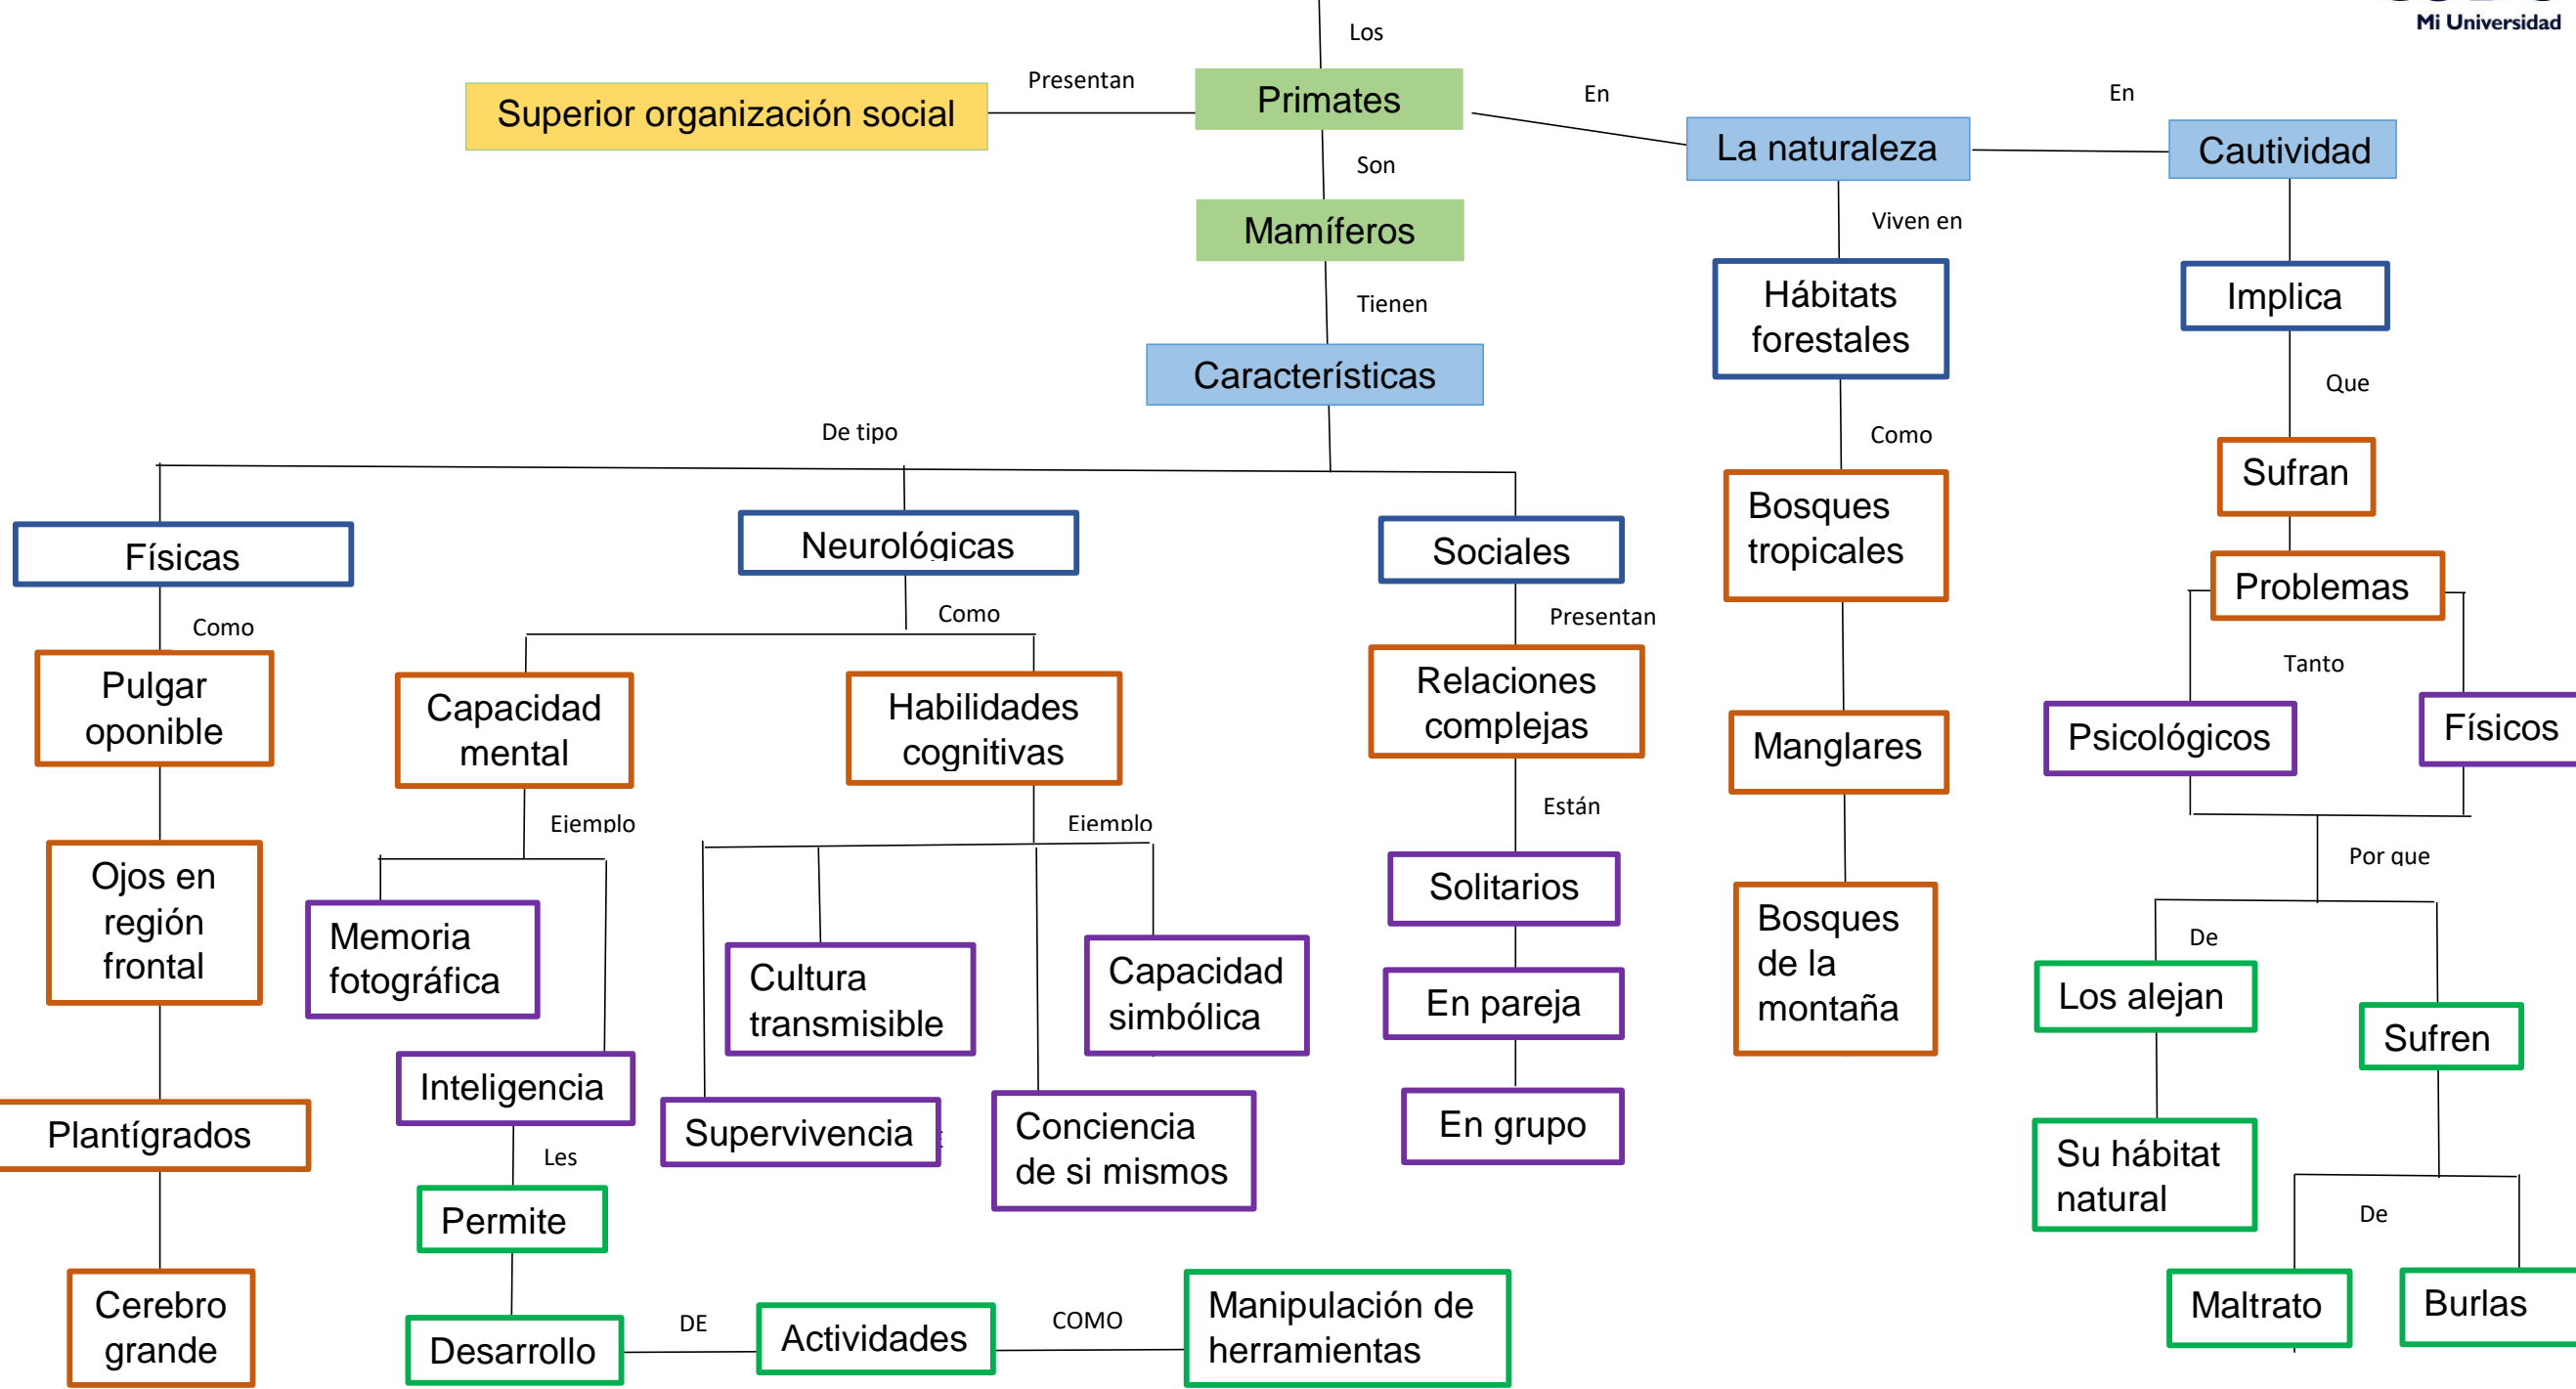 Mi Universidad
Los
Presentan
Primates
En
En
Superior organización social
La naturaleza
Cautividad
Son
Mamíferos
Viven en
Tienen
Hábitats
forestales
Implica
Características
Que
De tipo
Como
Sufran
Físicas
Neurológicas
Sociales
Bosques
tropicales
Problemas
Como
Como
Presentan
Tanto
Pulgar
oponible
Capacidad
mental
Habilidades
cognitivas
Relaciones
complejas
Manglares
Psicológicos
Físicos
Ejemplo
Ejemplo
Están
Por que
Ojos en
región
frontal
Memoria
fotográfica
Cultura
transmisible
Capacidad
simbólica
Solitarios
Bosques
de la
montaña
De
Los alejan
Sufren
En pareja
Inteligencia
Plantígrados
Supervivencia
Conciencia
de si mismos
En grupo
Su hábitat
natural
Les
Permite
De
Cerebro
grande
Desarrollo
DE
Actividades
COMO
Manipulación de
herramientas
Maltrato
Burlas